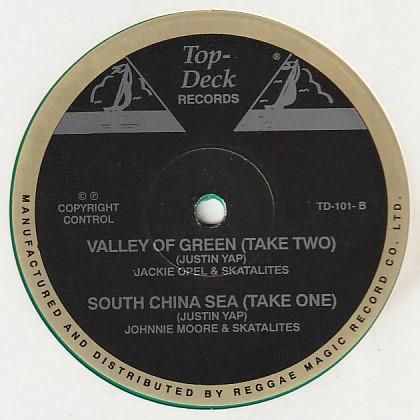 Top-
Deck
RECORDS
®
© ℗
COPYRIGHT
CONTROL
TD-101- B
VALLEY OF GREEN (TAKE TWO)
(JUSTIN YAP)
JACKIE OPEL & SKATALITES
SOUTH CHINA SEA (TAKE ONE)
(JUSTIN YAP)
JOHNNIE MOORE & SKATALITES
MANUFACTURED AND DISTRIBUTED BY REGGAE MAGIC RECORD CO. LTD.